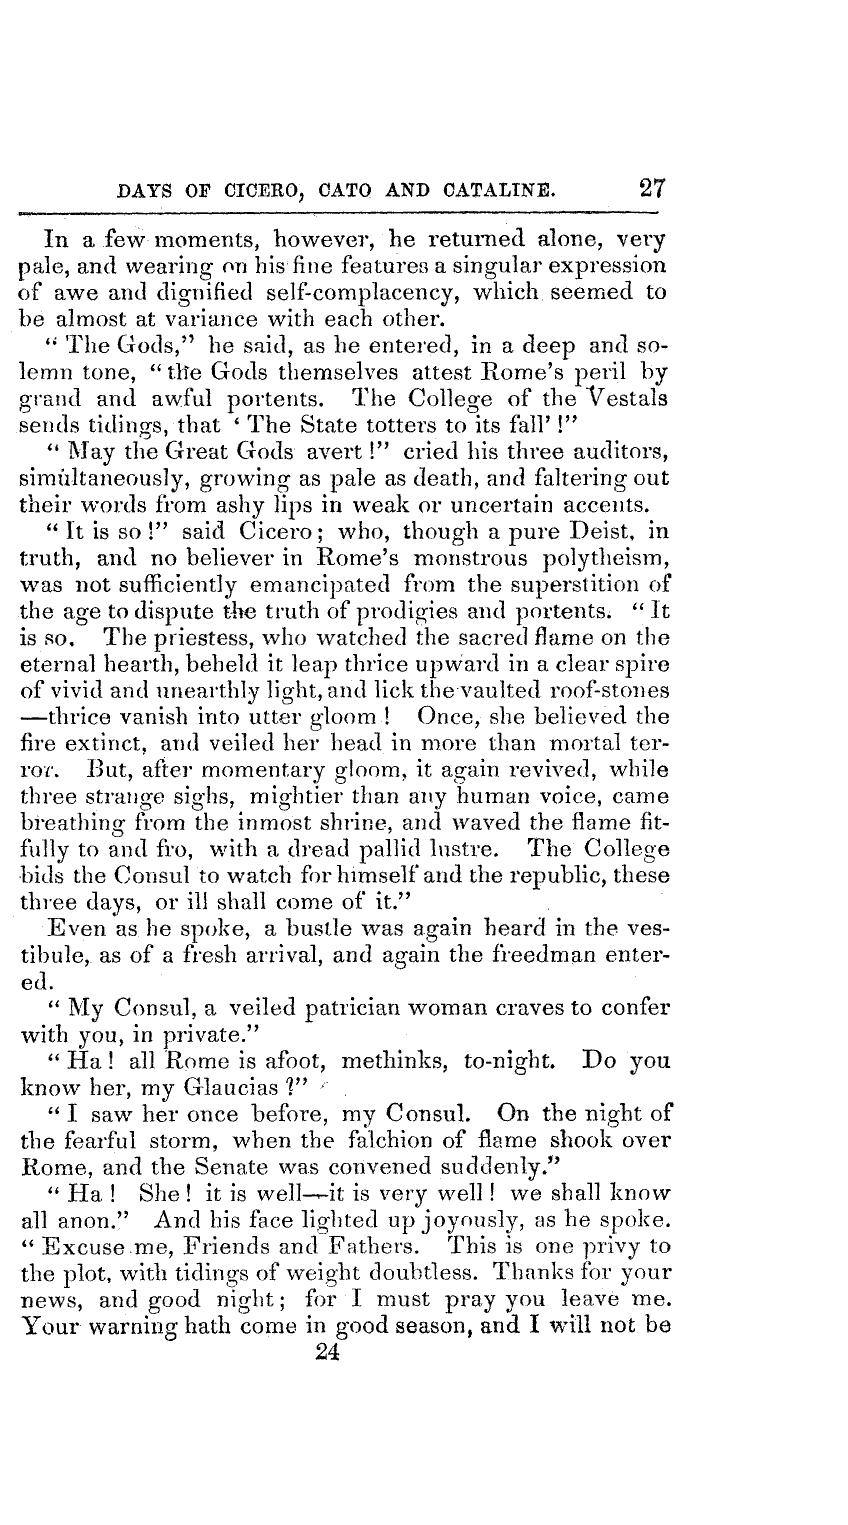 DAYS OF CICERO, CATO AND CATALINE. 27
In a few moments, however, he returned alone, very
pale, and wearing on his fine features a singular expression
of awe and dignified self-complacency, which seemed to
be almost at variance with each other.
“ The Gods,” he said, as he entered, in a deep and so-
lemn tone, “ the Gods themselves attest Rome’s peril by
grand and awful portents. The College of the Vestals
sends tidings, that ‘ The State totters to its fall’ !”
“ May the Great Gods avert !” cried his three auditors,
simultaneously, growing as pale as death, and faltering out
their words from ashy lips in weak or uncertain accents.
“ It is so !” said Cicero ; who, though a pure Deist, in
truth, and no believer in Rome’s monstrous polytheism,
was not sufficiently emancipated from the superstition of
the age to dispute the truth of prodigies and portents. “ It
is so. The priestess, who watched the sacred flame on the
eternal hearth, beheld it leap thrice upward in a clear spire
of vivid and unearthly light, and lick the vaulted roof-stones
—thrice vanish into utter gloom ! Once, she believed the
fire extinct, and veiled her head in more than mortal ter-
ror. But, after momentary gloom, it again revived, while
three strange sighs, mightier than any human voice, came
breathing from the inmost shrine, and waved the flame fit-
fully to and fro, with a dread pallid lustre. The College
bids the Consul to watch for himself and the republic, these
three days, or ill shall come of it.”
Even as he spoke, a bustle was again heard in the ves-
tibule, as of a fresh arrival, and again the freedman enter-
ed.
“ My Consul, a veiled patrician woman craves to confer
with you, in private.”
“ Ha ! all Rome is afoot, methinks, to-night. Do you
know her, my Glaucias ?”
“ I saw her once before, my Consul. On the night of
the fearful storm, when the falchion of flame shook over
Rome, and the Senate was convened suddenly.”
“ Ha ! She ! it is well—it is very well ! we shall know
all anon.” And his face lighted up joyously, as he spoke.
“ Excuse me, Friends and Fathers. This is one privy to
the plot, with tidings of weight doubtless. Thanks for your
news, and good night ; for I must pray you leave me.
Your warning hath come in good season, and I will not be
24